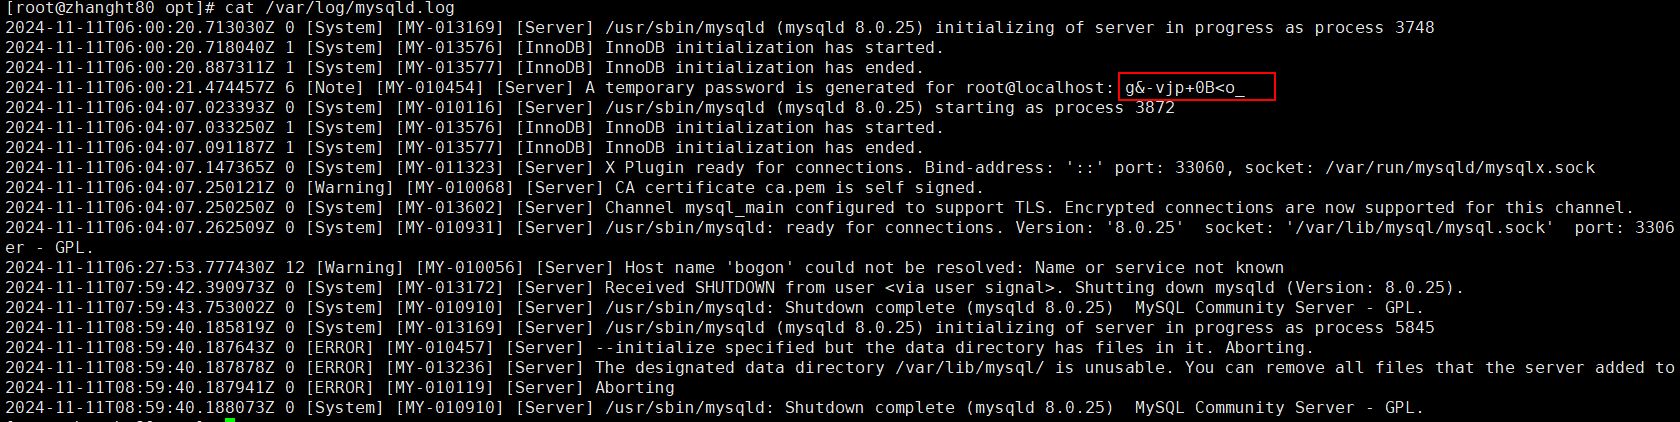 [root@zhanght80 opt]# cat /var/log/mysqld.log
2024-11-11T06:00:20.713030Z 0 [System] [MY-013169] [Server] /usr/sbin/mysqld (mysqld 8.0.25) initializing of server in progress as process 3748
2024-11-11T06:00:20.718040Z 1 [System] [MY-013576] [InnoDB] InnoDB initialization has started.
2024-11-11T06:00:20.887311Z 1 [System] [MY-013577] [InnoDB] InnoDB initialization has ended.
2024-11-11T06:00:21.474457Z 6 [Note] [MY-010454] [Server] A temporary password is generated for root@localhost: g&-vjp+0B<o_
2024-11-11T06:04:07.023393Z 0 [System] [MY-010116] [Server] /usr/sbin/mysqld (mysqld 8.0.25) starting as process 3872
2024-11-11T06:04:07.033250Z 1 [System] [MY-013576] [InnoDB] InnoDB initialization has started.
2024-11-11T06:04:07.091187Z 1 [System] [MY-013577] [InnoDB] InnoDB initialization has ended.
2024-11-11T06:04:07.147365Z 0 [System] [MY-011323] [Server] X Plugin ready for connections. Bind-address: '::' port: 33060, socket: /var/run/mysqld/mysqlx.sock
2024-11-11T06:04:07.250121Z 0 [Warning] [MY-010068] [Server] CA certificate ca.pem is self signed.
2024-11-11T06:04:07.250250Z 0 [System] [MY-013602] [Server] Channel mysql_main configured to support TLS. Encrypted connections are now supported for this channel.
2024-11-11T06:04:07.262509Z 0 [System] [MY-010931] [Server] /usr/sbin/mysqld: ready for connections. Version: '8.0.25'  socket: '/var/lib/mysql/mysql.sock'  port: 3306
er - GPL.
2024-11-11T06:27:53.777430Z 12 [Warning] [MY-010056] [Server] Host name 'bogon' could not be resolved: Name or service not known
2024-11-11T07:59:42.390973Z 0 [System] [MY-013172] [Server] Received SHUTDOWN from user <via user signal>. Shutting down mysqld (Version: 8.0.25).
2024-11-11T07:59:43.753002Z 0 [System] [MY-010910] [Server] /usr/sbin/mysqld: Shutdown complete (mysqld 8.0.25)  MySQL Community Server - GPL.
2024-11-11T08:59:40.185819Z 0 [System] [MY-013169] [Server] /usr/sbin/mysqld (mysqld 8.0.25) initializing of server in progress as process 5845
2024-11-11T08:59:40.187643Z 0 [ERROR] [MY-010457] [Server] --initialize specified but the data directory has files in it. Aborting.
2024-11-11T08:59:40.187878Z 0 [ERROR] [MY-013236] [Server] The designated data directory /var/lib/mysql/ is unusable. You can remove all files that the server added to
2024-11-11T08:59:40.187941Z 0 [ERROR] [MY-010119] [Server] Aborting
2024-11-11T08:59:40.188073Z 0 [System] [MY-010910] [Server] /usr/sbin/mysqld: Shutdown complete (mysqld 8.0.25)  MySQL Community Server - GPL.